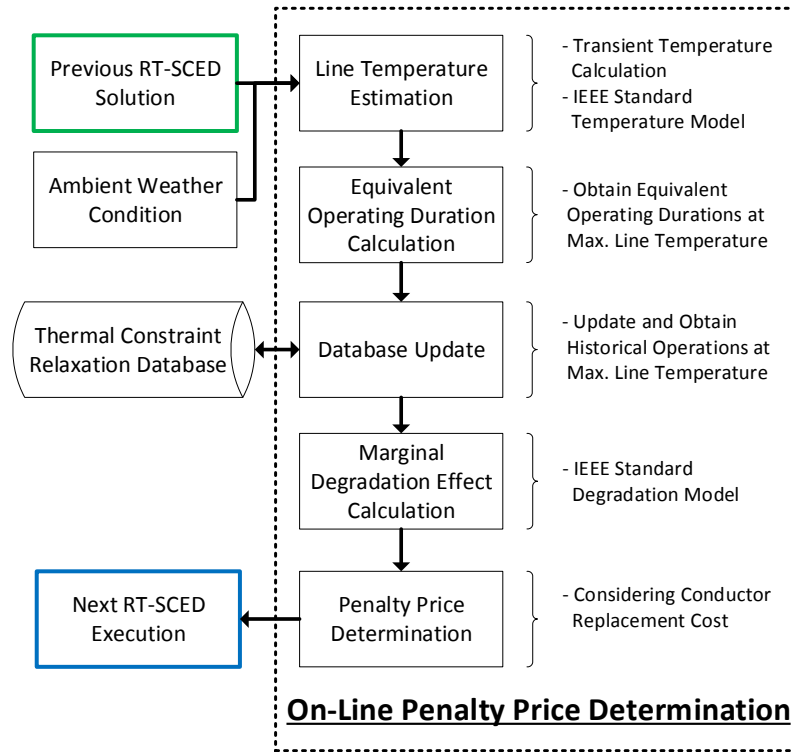 Previous RT-SCED
Solution
Line Temperature
Estimation
- Transient Temperature
Calculation
- IEEE Standard
Temperature Model
Ambient Weather
Condition
Equivalent
Operating Duration
Calculation
- Obtain Equivalent
Operating Durations at
Max. Line Temperature
Thermal Constraint
Relaxation Database
Database Update
- Update and Obtain
Historical Operations at
Max. Line Temperature
Marginal
Degradation Effect
Calculation
- IEEE Standard
Degradation Model
Next RT-SCED
Execution
Penalty Price
Determination
- Considering Conductor
Replacement Cost
On-Line Penalty Price Determination